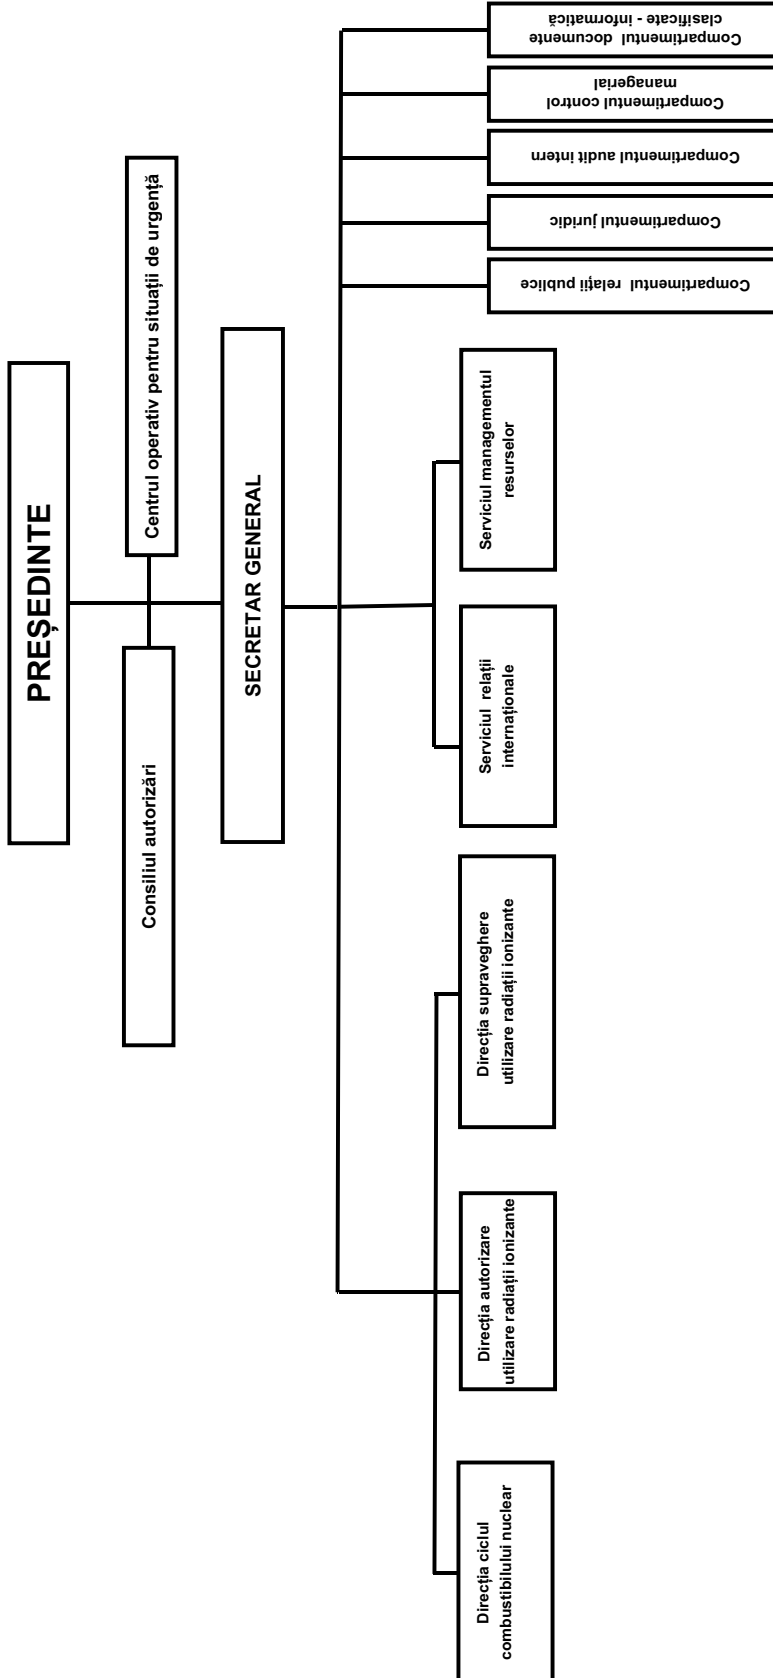 PREȘEDINTE
Consiliul autorizări
Centrul operativ pentru situații de urgență
SECRETAR GENERAL
Direcția ciclul
combustibilului nuclear
Direcția autorizare
utilizare radiații ionizante
Direcția supraveghere
utilizare radiații ionizante
Serviciul relații
internaționale
Serviciul managementul
resurselor
Compartimentul relații publice
Compartimentul juridic
Compartimentul audit intern
Compartimentul control
managerial
Compartimentul documente
clasificate - informatică